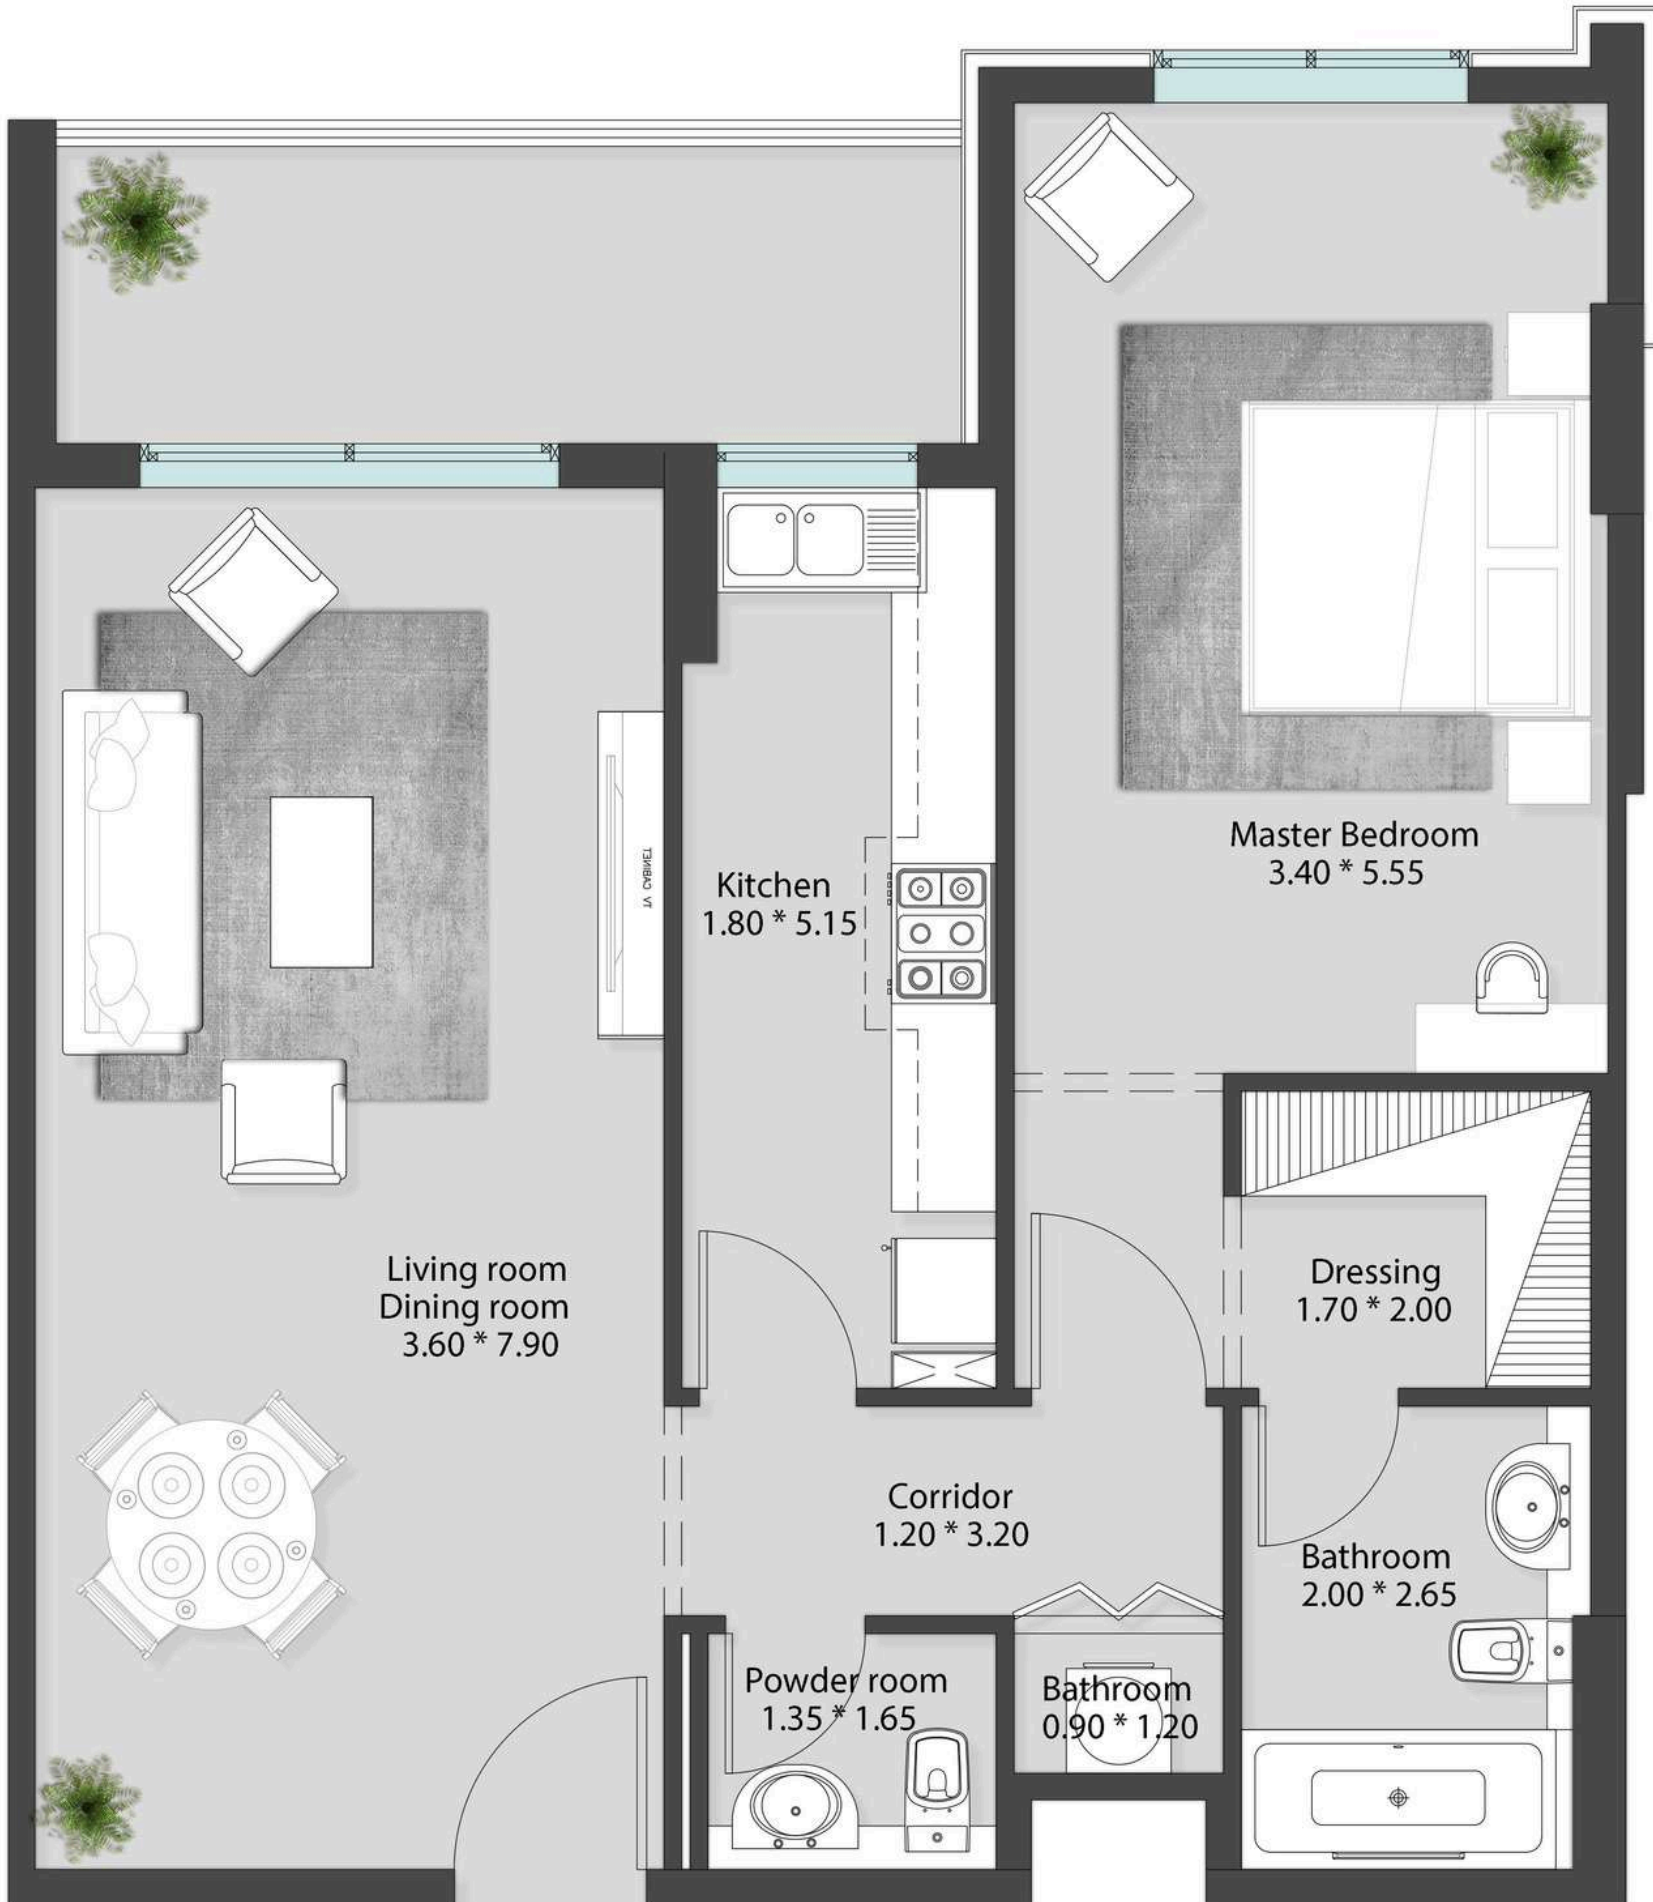 Master Bedroom
3.40 * 5.55
TV CABINET
Kitchen
1.80 * 5.15
Living room
Dining room
3.60 * 7.90
Dressing
1.70 * 2.00
Corridor
1.20 * 3.20
Bathroom
2.00 * 2.65
Powder room
1.35 * 1.65
Bathroom
0.90 * 1.20